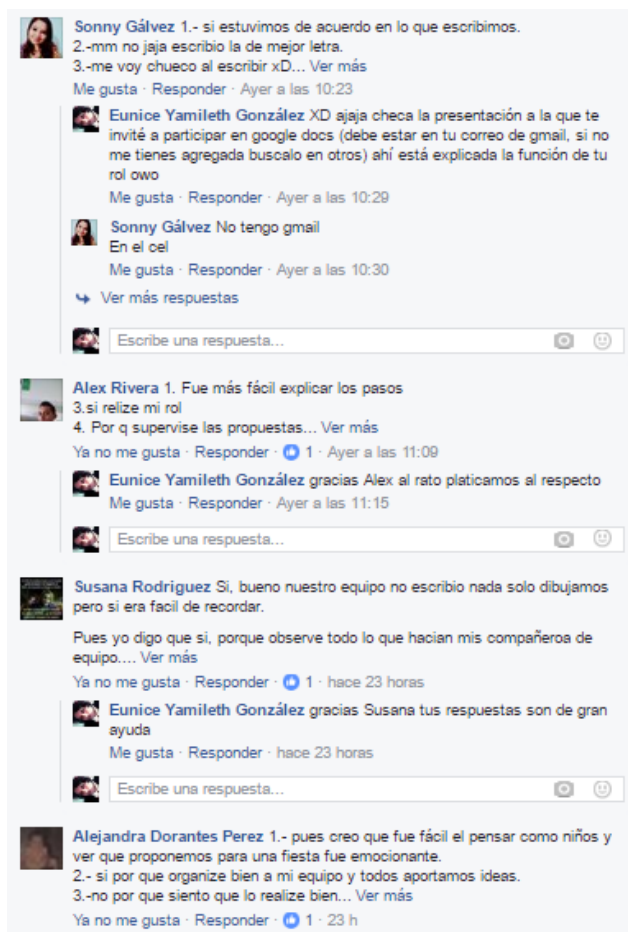 Sonny Gálvez 1.- si estuvimos de acuerdo en lo que escribimos.
2.-mm no jaja escribio la de mejor letra.
3.-me voy chueco al escribir xD... Ver más
Me gusta · Responder · Ayer a las 10:23
Eunice Yamileth González XD ajaja checa la presentación a la que te
invité a participar en google docs (debe estar en tu correo de gmail, si no
me tienes agregada buscalo en otros) ahí está explicada la función de tu
rol owo
Me gusta · Responder · Ayer a las 10:29
Sonny Gálvez No tengo gmail
En el cel
Me gusta · Responder · Ayer a las 10:30
Ver más respuestas
Escribe una respuesta...
Alex Rivera 1. Fue más fácil explicar los pasos
3.si relize mi rol
4. Por q supervise las propuestas... Ver más
Ya no me gusta · Responder · 1 · Ayer a las 11:09
Eunice Yamileth González gracias Alex al rato platicamos al respecto
Me gusta · Responder · Ayer a las 11:15
Escribe una respuesta...
Susana Rodriguez Si, bueno nuestro equipo no escribio nada solo dibujamos
pero si era facil de recordar.
Pues yo digo que si, porque observe todo lo que hacian mis compañeroa de
equipo.... Ver más
Ya no me gusta · Responder · 1 · hace 23 horas
Eunice Yamileth González gracias Susana tus respuestas son de gran
ayuda
Me gusta · Responder · hace 23 horas
Escribe una respuesta...
Alejandra Dorantes Perez 1.- pues creo que fue fácil el pensar como niños y
ver que proponemos para una fiesta fue emocionante.
2.- si por que organize bien a mi equipo y todos aportamos ideas.
3.-no por que siento que lo realize bien... Ver más
Ya no me gusta · Responder · 1 · 23 h